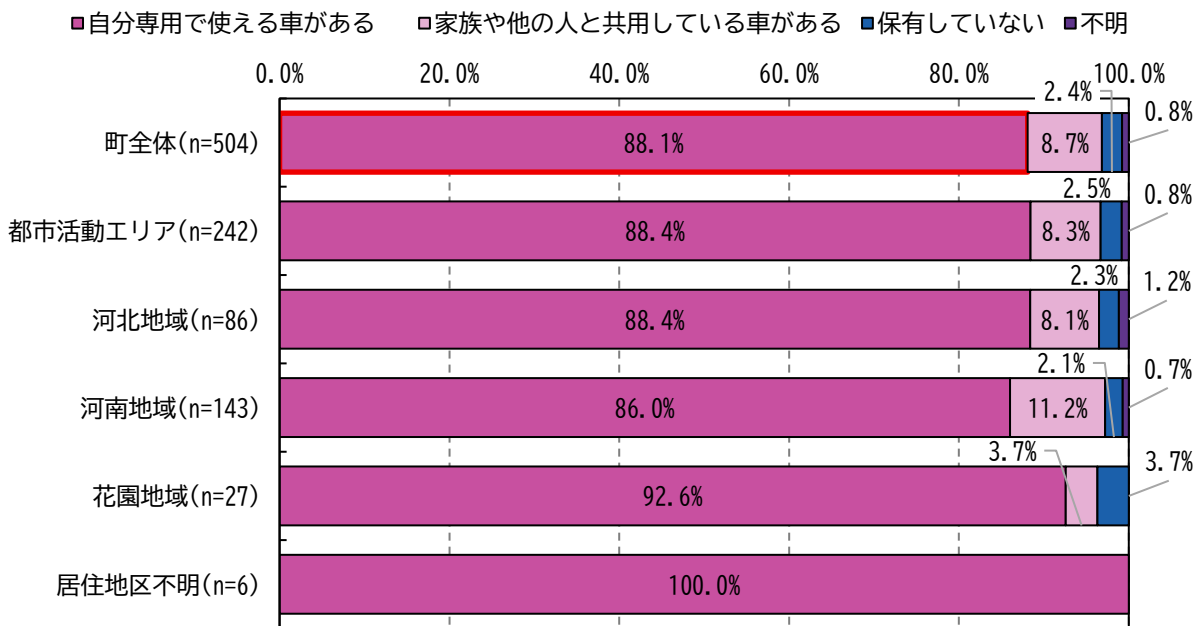 ■自分専用で使える車がある ■家族や他の人と共用している車がある ■保有していない ■不明
0.0% 20.0% 40.0% 60.0% 80.0% 100.0%
町全体(n=504) 88.1% 8.7% 2.4% 0.8%
都市活動エリア(n=242) 88.4% 8.3% 2.5% 0.8%
河北地域(n=86) 88.4% 8.1% 2.3% 1.2%
河南地域(n=143) 86.0% 11.2% 2.1% 0.7%
花園地域(n=27) 92.6% 3.7% 3.7%
居住地区不明(n=6) 100.0%